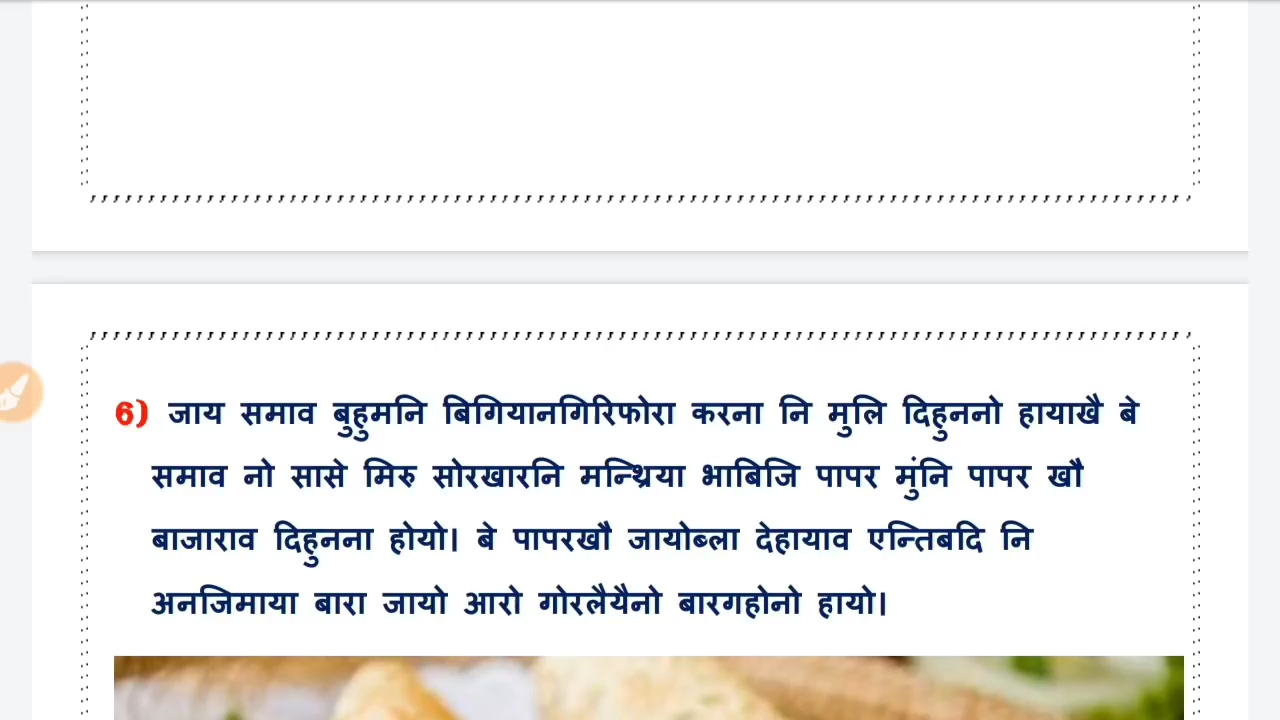 6) जाय समाव बुहुमनि बिगियानगिरिफोरा करना नि मुलि दिहुननो हायाखै बे
समाव नो सासे मिरु सोरखारनि मन्थ्रिया भाबिजि पापर मुंनि पापर खौ
बाजाराव दिहुनना होयो। बे पापरखौ जायोब्ला देहायाव एन्तिबदि नि
अनजिमाया बारा जायो आरो गोरलैयैनो बारगहोनो हायो।